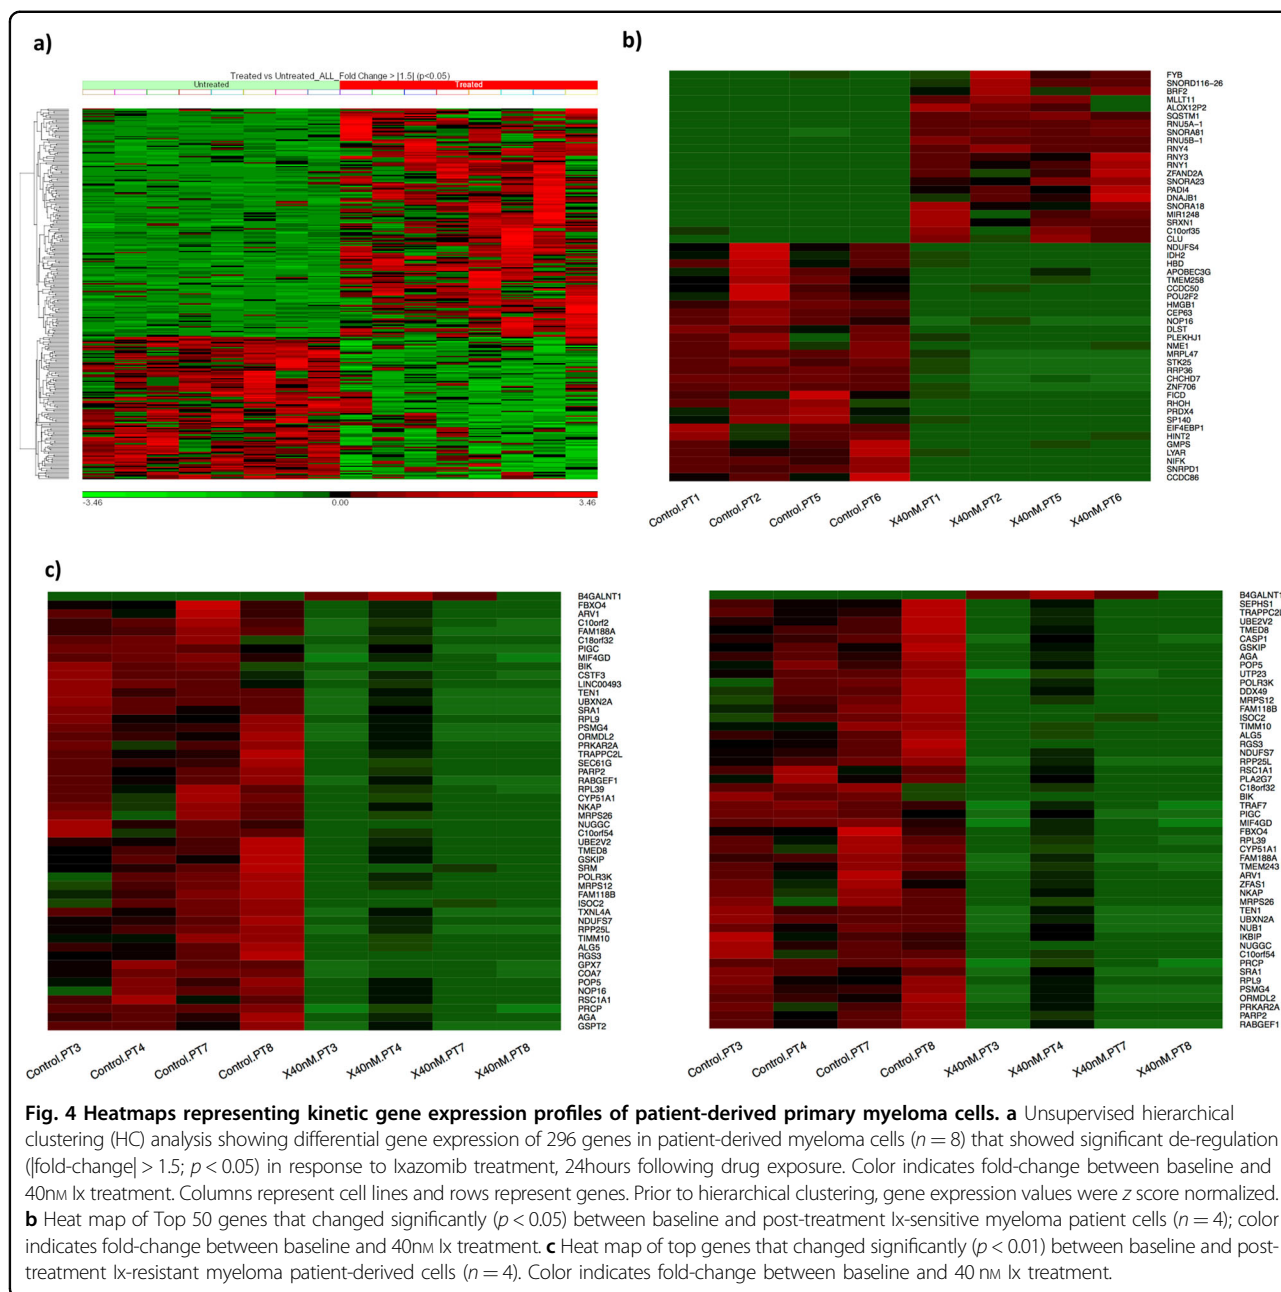 a)
Treated vs Untreated_ALL_Fold Change > |1.5| (p<0.05)
Untreated
Treated
-3.46
0.00
3.46
b)
FYB
SNORD116-26
BRF2
MLLT11
ALOX12P2
SQSTM1
RNU5A-1
SNORA81
RNU5B-1
RNY4
RNY3
RNY1
ZFAND2A
SNORA23
PADI4
DNAJB1
SNORA18
MIR1248
SRXN1
C10orf35
CLU
NDUFS4
IDH2
HBD
APOBEC3G
TMEM258
CCDC50
POU2F2
HMGB1
CEP63
NOP16
DLST
PLEKHJ1
NME1
MRPL47
STK25
RRP36
CHCHD7
ZNF706
FICD
RHOH
PRDX4
SP140
EIF4EBP1
HINT2
GMPS
LYAR
NIFK
SNRPD1
CCDC86
Control.PT1
Control.PT2
Control.PT5
Control.PT6
X40nM.PT1
X40nM.PT2
X40nM.PT5
X40nM.PT6
c)
B4GALNT1
FBXO4
ARV1
C10orf2
FAM188A
C18orf32
PIGC
MIF4GD
BIK
CSTF3
LINC00493
TEN1
UBXN2A
SRA1
RPL9
PSMG4
ORMDL2
PRKAR2A
TRAPPC2L
SEC61G
PARP2
RABGEF1
RPL39
CYP51A1
NKAP
MRPS26
NUGGC
C10orf54
UBE2V2
TMED8
GSKIP
SRM
POLR3K
MRPS12
FAM118B
ISOC2
TXNL4A
NDUFS7
RPP25L
TIMM10
ALG5
RGS3
GPX7
COA7
POP5
NOP16
RSC1A1
PRCP
AGA
GSPT2
Control.PT3
Control.PT4
Control.PT7
Control.PT8
X40nM.PT3
X40nM.PT4
X40nM.PT7
X40nM.PT8
B4GALNT1
SEPHS1
TRAPPC2L
UBE2V2
TMED8
CASP1
GSKIP
AGA
POP5
UTP23
POLR3K
DDX49
MRPS12
FAM118B
ISOC2
TIMM10
ALG5
RGS3
NDUFS7
RPP25L
RSC1A1
PLA2G7
C18orf32
BIK
TRAF7
PIGC
MIF4GD
FBXO4
RPL39
CYP51A1
FAM188A
TMEM243
ARV1
ZFAS1
NKAP
MRPS26
TEN1
UBXN2A
NUB1
IKBIP
NUGGC
C10orf54
PRCP
SRA1
RPL9
PSMG4
ORMDL2
PRKAR2A
PARP2
RABGEF1
Control.PT3
Control.PT4
Control.PT7
Control.PT8
X40nM.PT3
X40nM.PT4
X40nM.PT7
X40nM.PT8
Fig. 4 Heatmaps representing kinetic gene expression profiles of patient-derived primary myeloma cells. a Unsupervised hierarchical
clustering (HC) analysis showing differential gene expression of 296 genes in patient-derived myeloma cells (n = 8) that showed significant de-regulation
(|fold-change| > 1.5; p < 0.05) in response to Ixazomib treatment, 24hours following drug exposure. Color indicates fold-change between baseline and
40nM Ix treatment. Columns represent cell lines and rows represent genes. Prior to hierarchical clustering, gene expression values were z score normalized.
b Heat map of Top 50 genes that changed significantly (p < 0.05) between baseline and post-treatment Ix-sensitive myeloma patient cells (n = 4); color
indicates fold-change between baseline and 40nM Ix treatment. c Heat map of top genes that changed significantly (p < 0.01) between baseline and post-
treatment Ix-resistant myeloma patient-derived cells (n = 4). Color indicates fold-change between baseline and 40 nM Ix treatment.